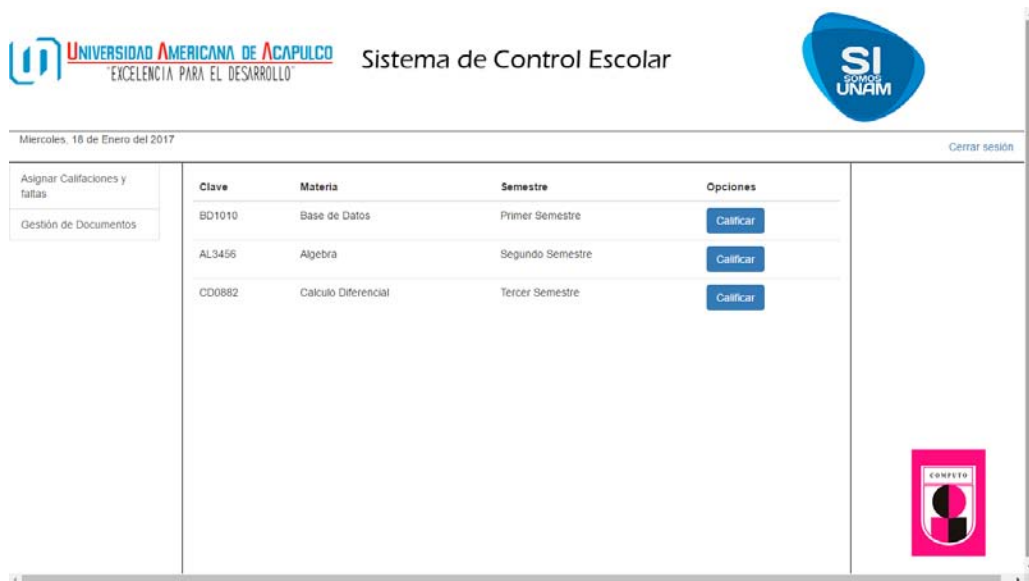 UNIVERSIDAD AMERICANA DE ACAPULCO
"EXCELENCIA PARA EL DESARROLLO"
Sistema de Control Escolar
SI
SOMOS
UNAM
Miercoles, 18 de Enero del 2017
Cerrar sesión
Asignar Califaciones y
faltas
Gestión de Documentos
Clave Materia Semestre Opciones
BD1010 Base de Datos Primer Semestre Calificar
AL3456 Algebra Segundo Semestre Calificar
CD0882 Calculo Diferencial Tercer Semestre Calificar
COMPUTO